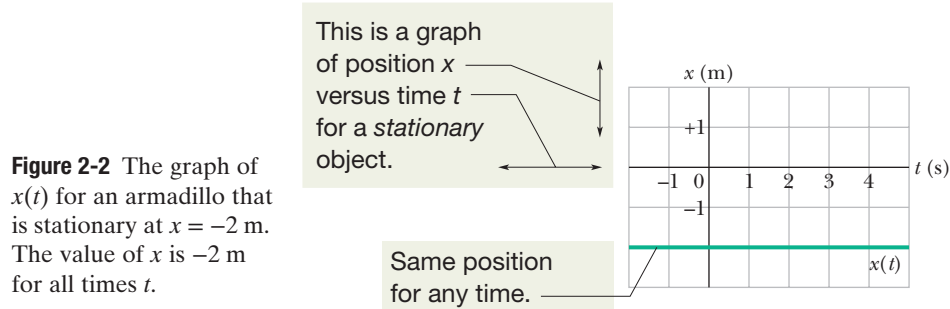 This is a graph
of position x
versus time t
for a stationary
object.
Figure 2-2 The graph of
x(t) for an armadillo that
is stationary at x = −2 m.
The value of x is −2 m
for all times t.
x (m)
+1
t (s)
−1 0 1 2 3 4
−1
x(t)
Same position
for any time.